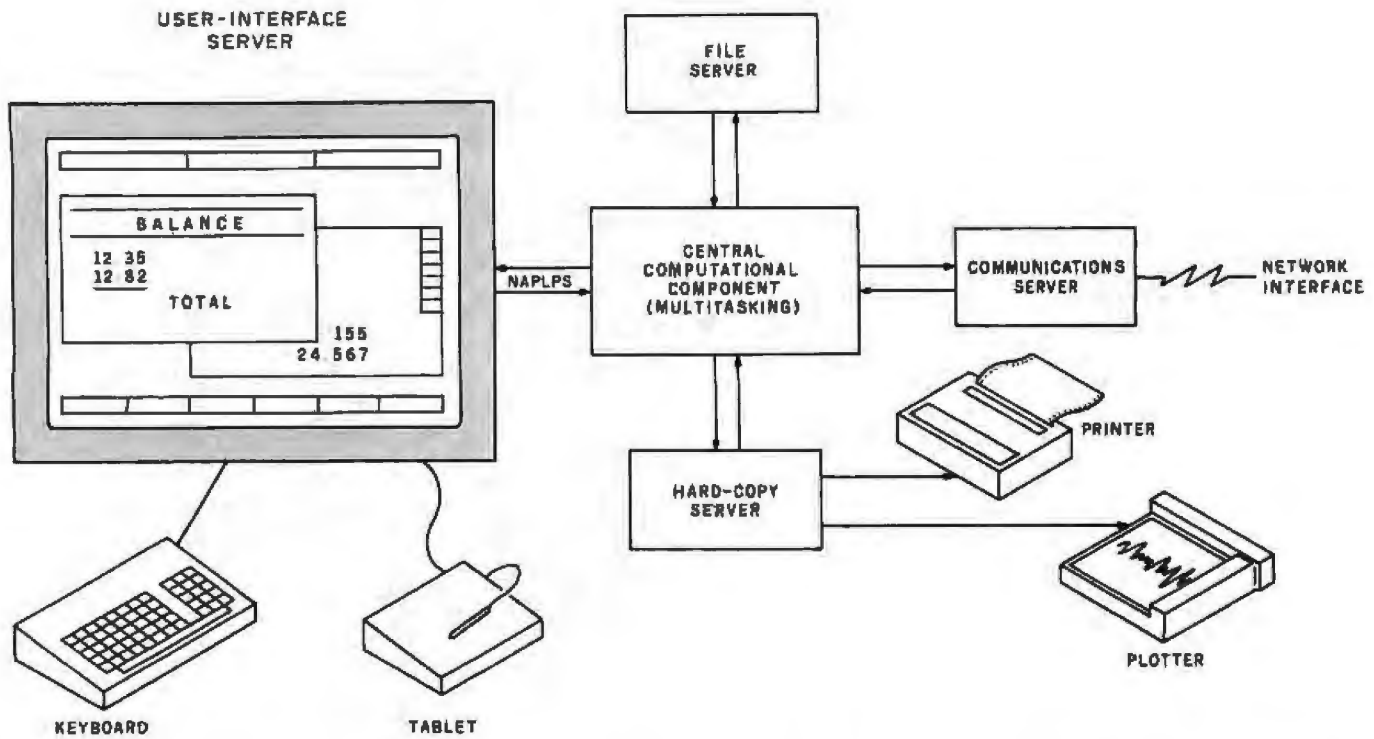 USER-INTERFACE
SERVER
FILE
SERVER
BALANCE
12 35
12 82
TOTAL
155
24.567
NAPLPS
CENTRAL
COMPUTATIONAL
COMPONENT
(MULTITASKING)
COMMUNICATIONS
SERVER
NETWORK
INTERFACE
HARD-COPY
SERVER
PRINTER
PLOTTER
KEYBOARD
TABLET